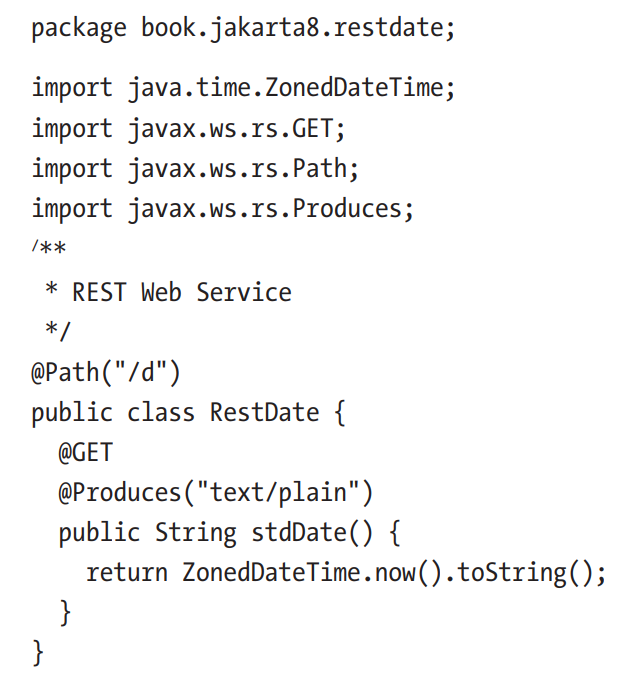 package book.jakarta8.restdate;
import java.time.ZonedDateTime;
import javax.ws.rs.GET;
import javax.ws.rs.Path;
import javax.ws.rs.Produces;
/**
 * REST Web Service
 */
@Path("/d")
public class RestDate {
  @GET
  @Produces("text/plain")
  public String stdDate() {
    return ZonedDateTime.now().toString();
  }
}